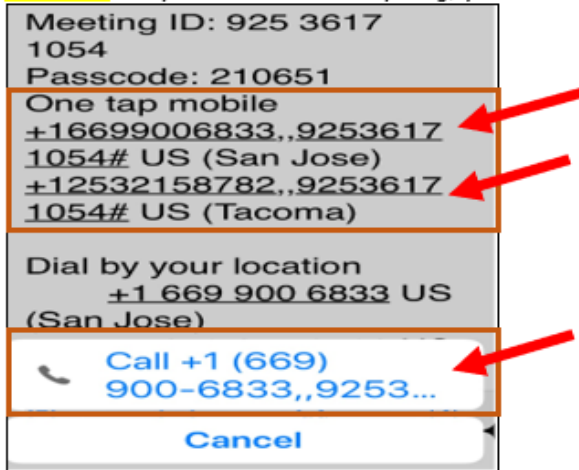 Meeting ID: 925 3617
1054
Passcode: 210651
One tap mobile
+16699006833,,9253617
1054# US (San Jose)
+12532158782,,9253617
1054# US (Tacoma)
Dial by your location
+1 669 900 6833 US
(San Jose)
Call +1 (669)
900-6833,,9253...
Cancel